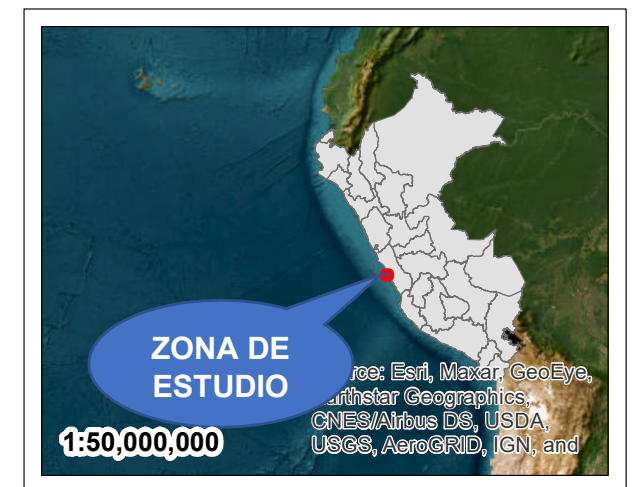 ZONA DE
ESTUDIO
1:50,000,000
rce: Esri, Maxar, GeoEye,
rthstar Geographics,
CNES/Airbus DS, USDA,
USGS, AeroGRID, IGN, and